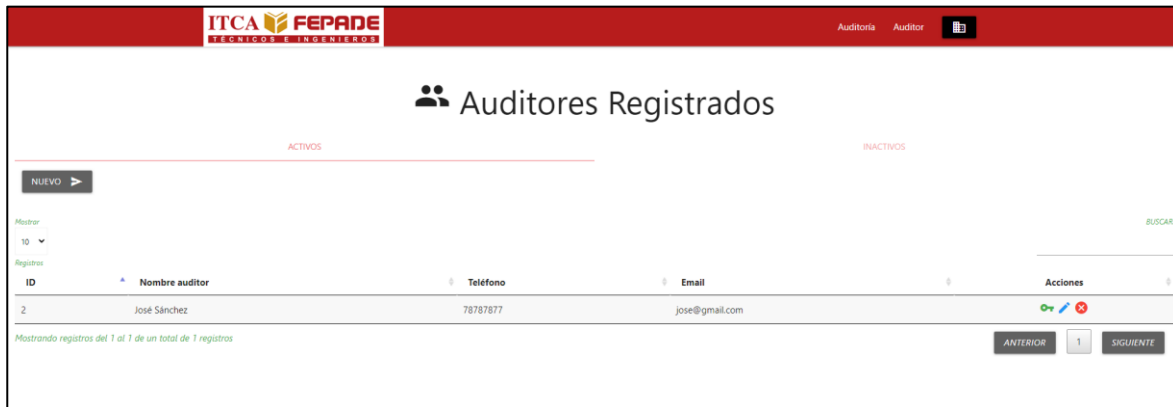 ITCA FEPADE
TÉCNICOS E INGENIEROS
Auditoría Auditor
Auditores Registrados
ACTIVOS INACTIVOS
NUEVO
Mostrar BUSCAR
10
Registros
ID Nombre auditor Teléfono Email Acciones
2 José Sánchez 78787877 jose@gmail.com
Mostrando registros del 1 al 1 de un total de 1 registros
ANTERIOR 1 SIGUIENTE